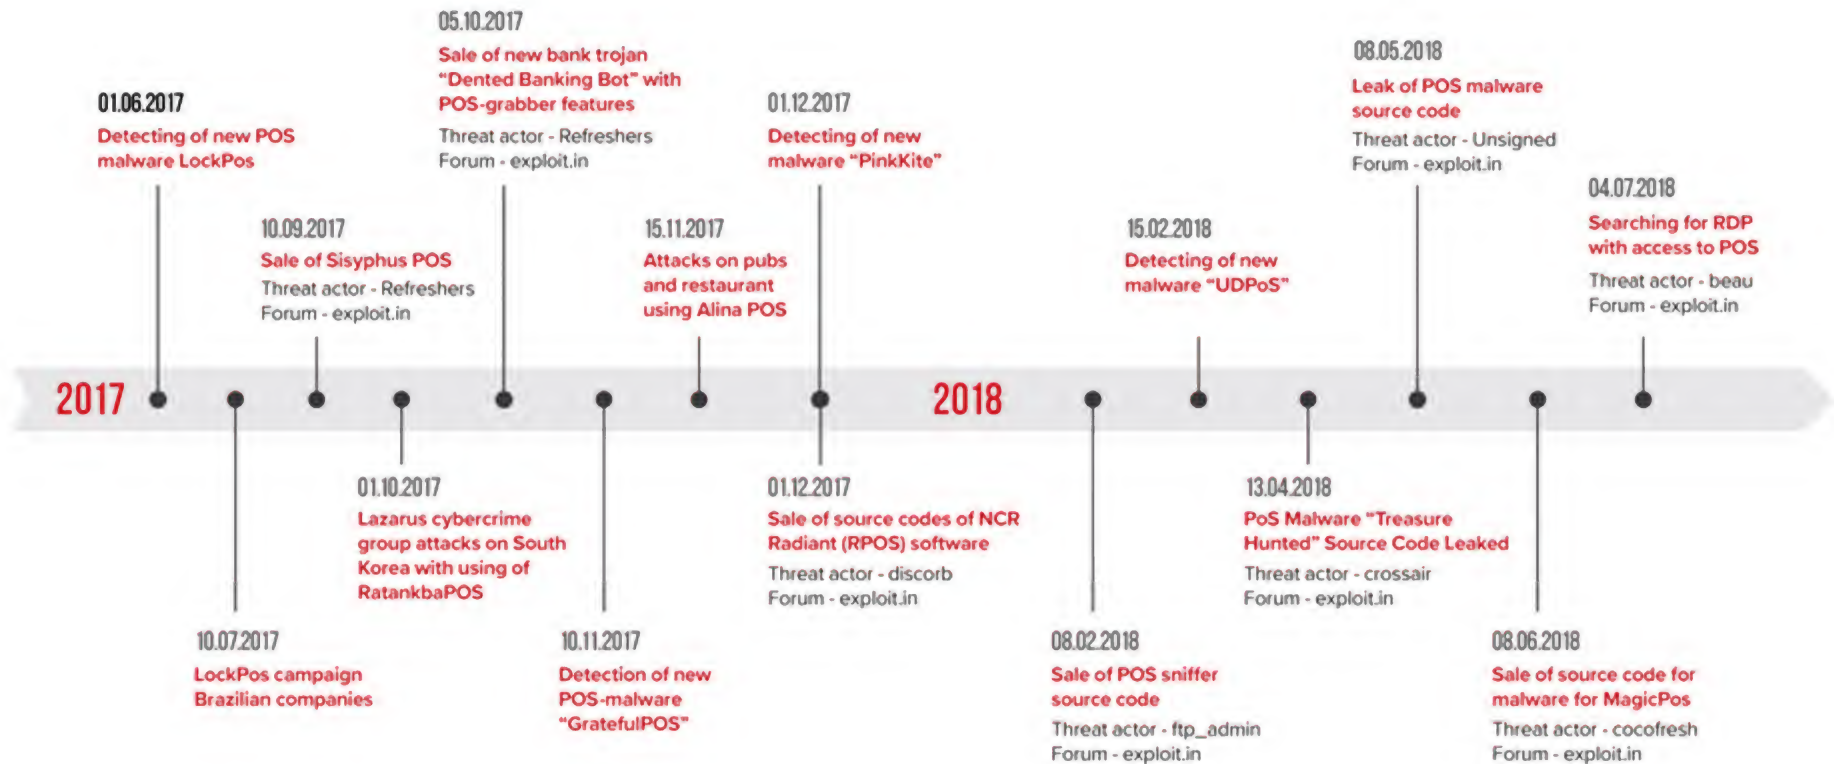 01.06.2017
Detecting of new POS
malware LockPos
10.07.2017
LockPos campaign
Brazilian companies
10.09.2017
Sale of Sisyphus POS
Threat actor - Refreshers
Forum - exploit.in
01.10.2017
Lazarus cybercrime
group attacks on South
Korea with using of
RatankbaPOS
05.10.2017
Sale of new bank trojan
“Dented Banking Bot” with
POS-grabber features
Threat actor - Refreshers
Forum - exploit.in
10.11.2017
Detection of new
POS-malware
“GratefulPOS”
15.11.2017
Attacks on pubs
and restaurant
using Alina POS
01.12.2017
Detecting of new
malware “PinkKite”
01.12.2017
Sale of source codes of NCR
Radiant (RPOS) software
Threat actor - discorb
Forum - exploit.in
2017
2018
08.02.2018
Sale of POS sniffer
source code
Threat actor - ftp_admin
Forum - exploit.in
15.02.2018
Detecting of new
malware “UDPoS”
13.04.2018
PoS Malware “Treasure
Hunted” Source Code Leaked
Threat actor - crossair
Forum - exploit.in
08.05.2018
Leak of POS malware
source code
Threat actor - Unsigned
Forum - exploit.in
08.06.2018
Sale of source code for
malware for MagicPos
Threat actor - cocofresh
Forum - exploit.in
04.07.2018
Searching for RDP
with access to POS
Threat actor - beau
Forum - exploit.in